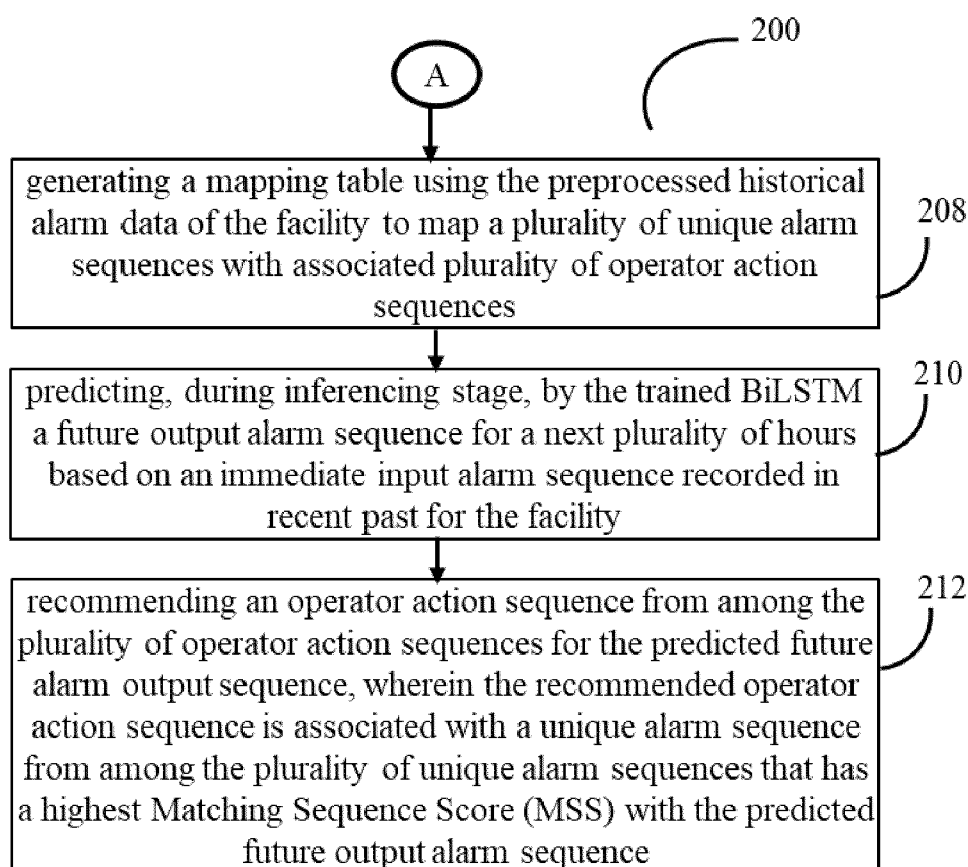 200
A
generating a mapping table using the preprocessed historical
alarm data of the facility to map a plurality of unique alarm
sequences with associated plurality of operator action
sequences
208
predicting, during inferencing stage, by the trained BiLSTM
a future output alarm sequence for a next plurality of hours
based on an immediate input alarm sequence recorded in
recent past for the facility
210
recommending an operator action sequence from among the
plurality of operator action sequences for the predicted future
alarm output sequence, wherein the recommended operator
action sequence is associated with a unique alarm sequence
from among the plurality of unique alarm sequences that has
a highest Matching Sequence Score (MSS) with the predicted
future output alarm sequence
212